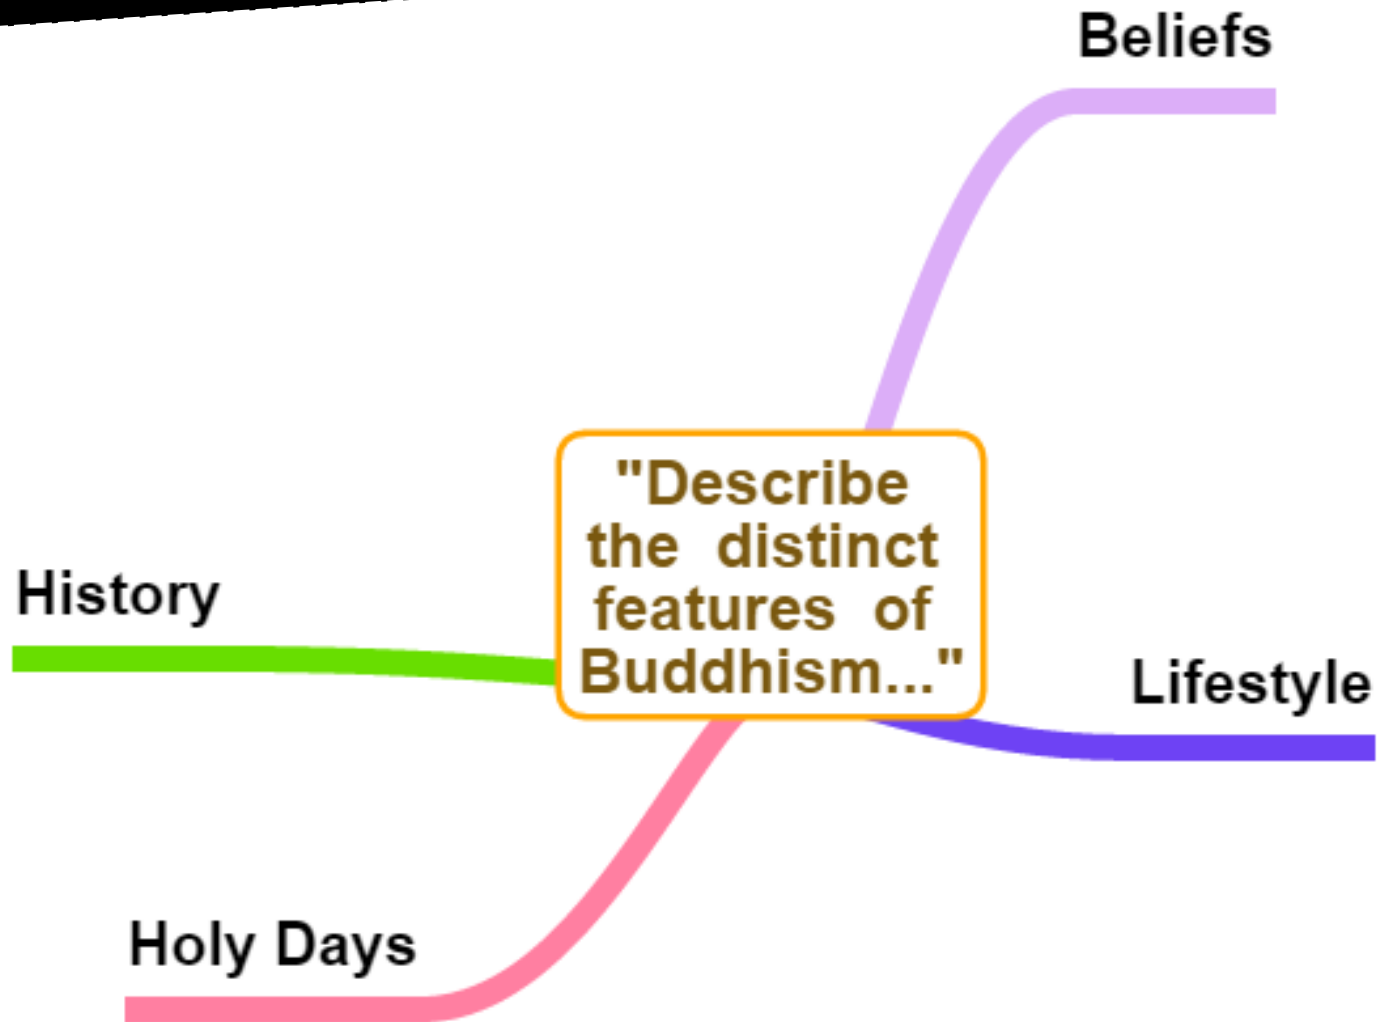 Beliefs
"Describe
the distinct
features of
Buddhism..."
History
Lifestyle
Holy Days